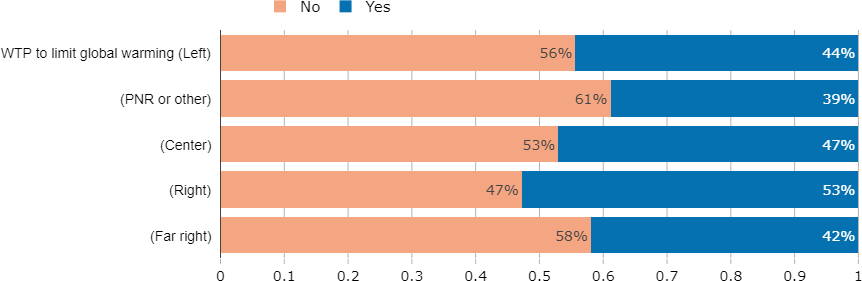 No Yes
WTP to limit global warming (Left) 56% 44%
(PNR or other) 61% 39%
(Center) 53% 47%
(Right) 47% 53%
(Far right) 58% 42%
0 0.1 0.2 0.3 0.4 0.5 0.6 0.7 0.8 0.9 1